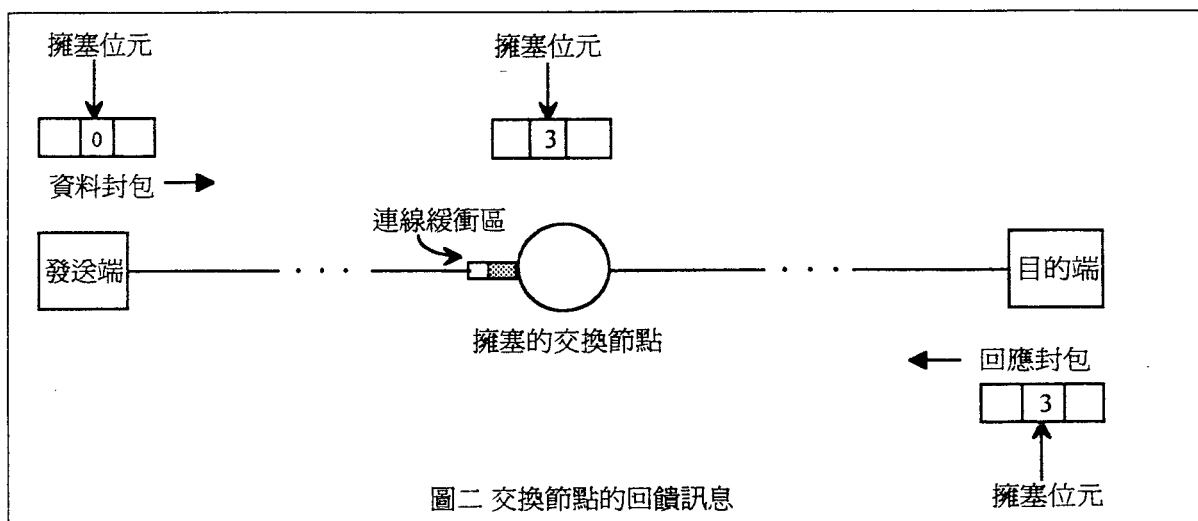 擁塞位元
擁塞位元
0
3
資料封包
連線緩衝區
發送端
目的端
擁塞的交換節點
回應封包
3
圖二 交換節點的回饋訊息
擁塞位元